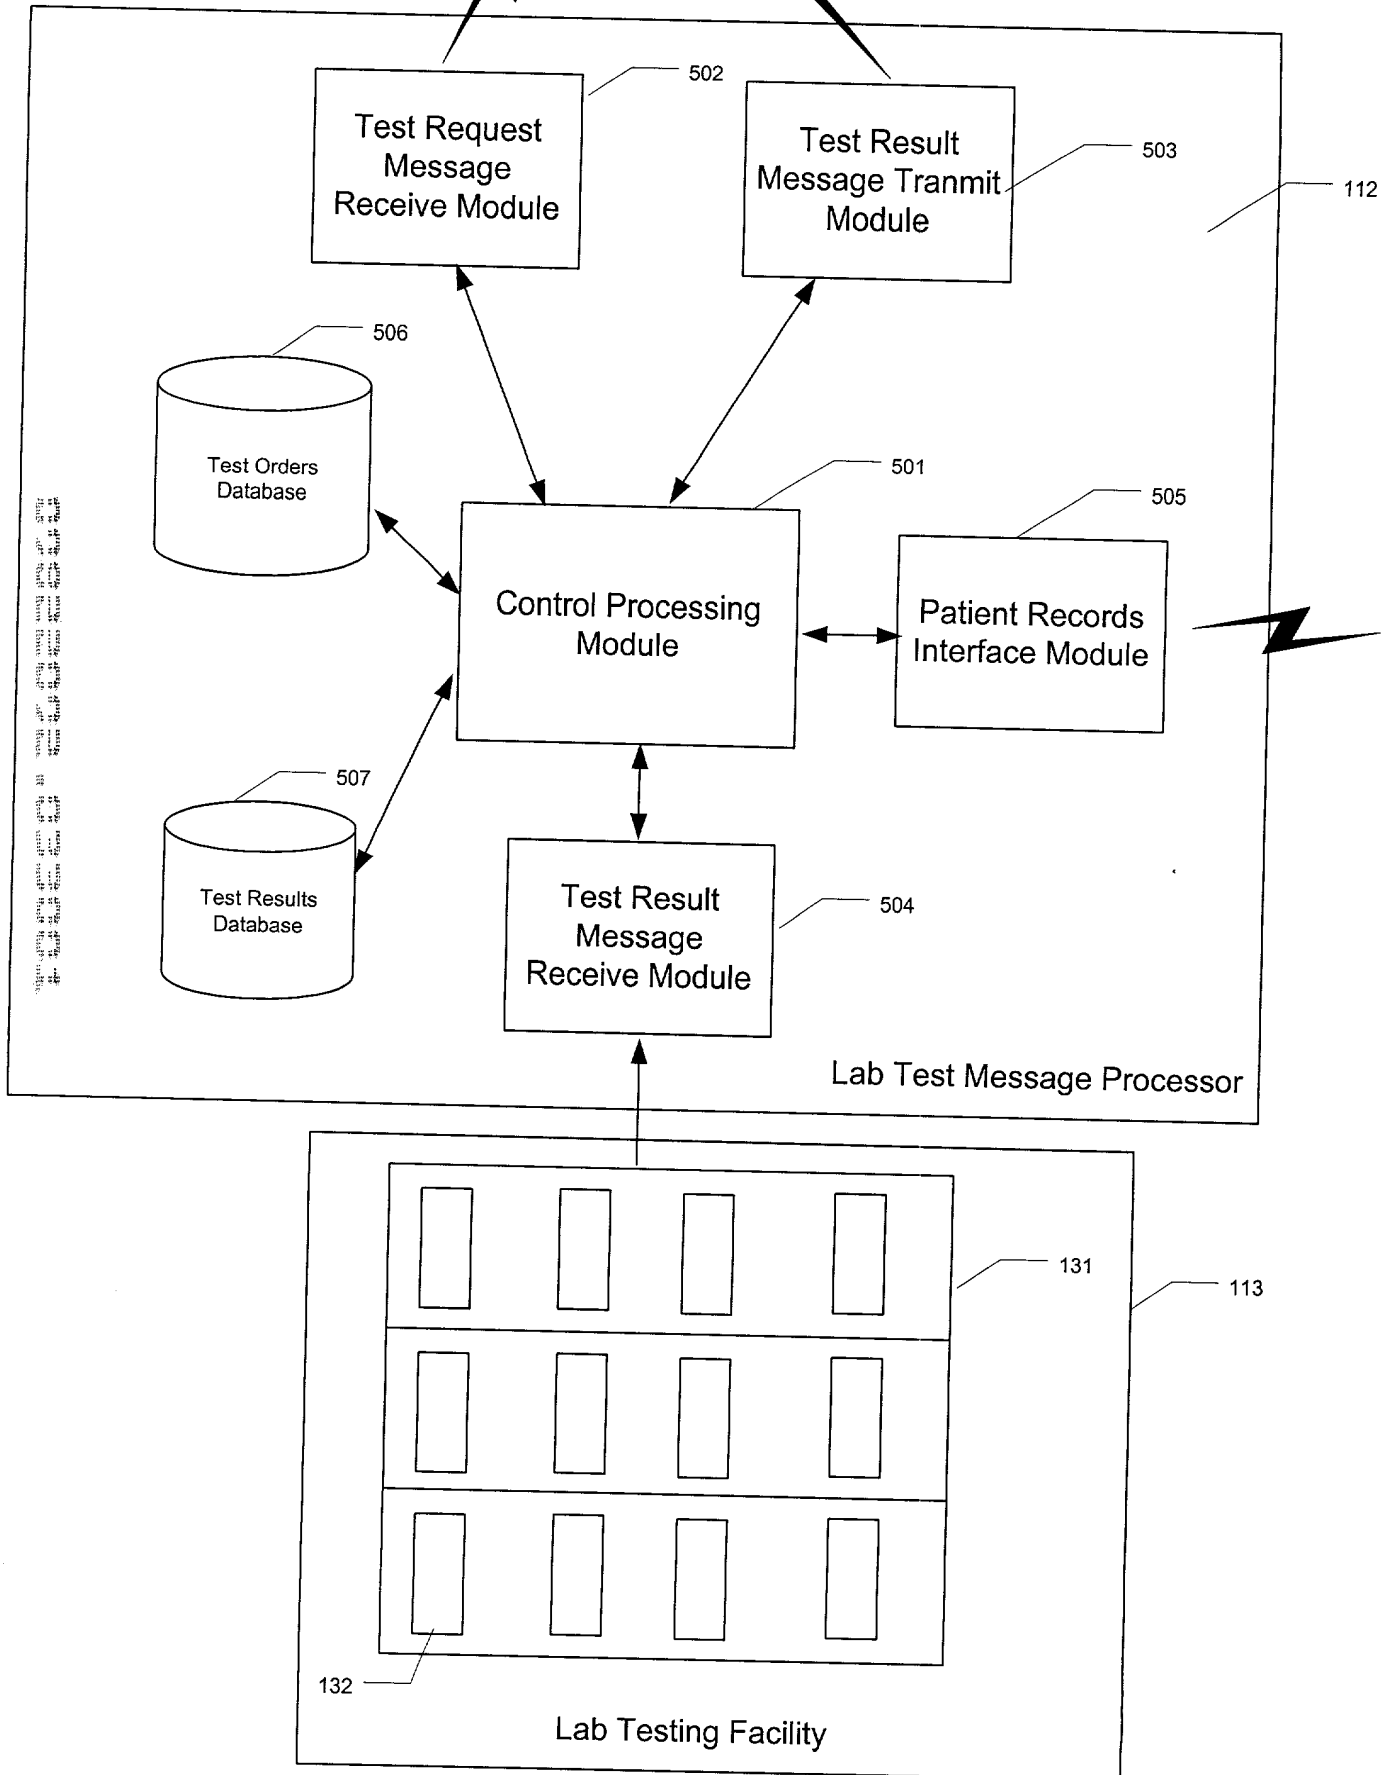 502
Test Request
Message
Receive Module
Test Result
Message Tranmit
Module
503
112
506
Test Orders
Database
501
505
Control Processing
Module
Patient Records
Interface Module
507
Test Results
Database
Test Result
Message
Receive Module
504
Lab Test Message Processor
131
113
132
Lab Testing Facility